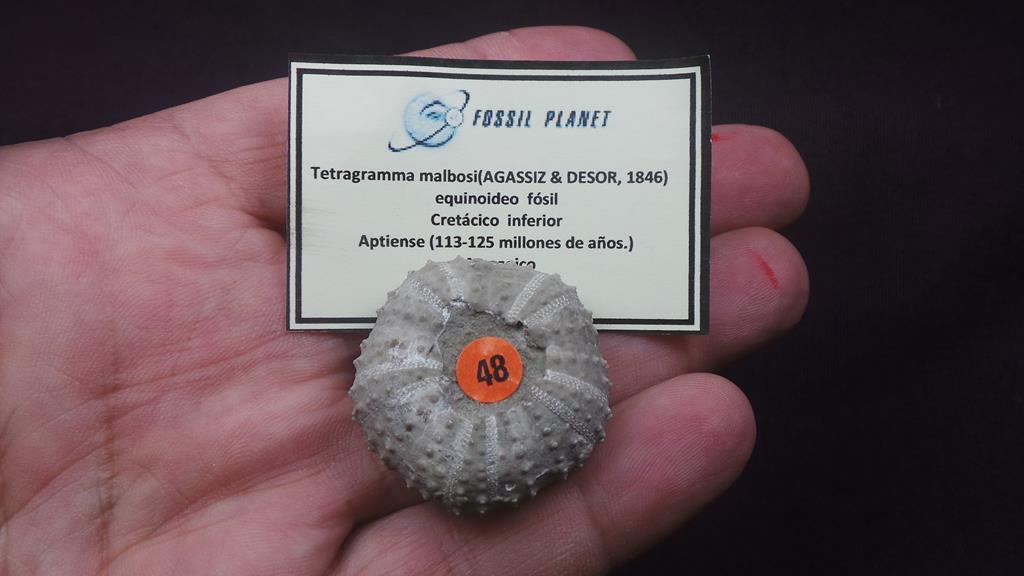 FOSSIL PLANET
Tetragramma malbosi(AGASSIZ & DESOR, 1846)
equinoideo fósil
Cretácico inferior
Aptiense (113-125 millones de años.)
48